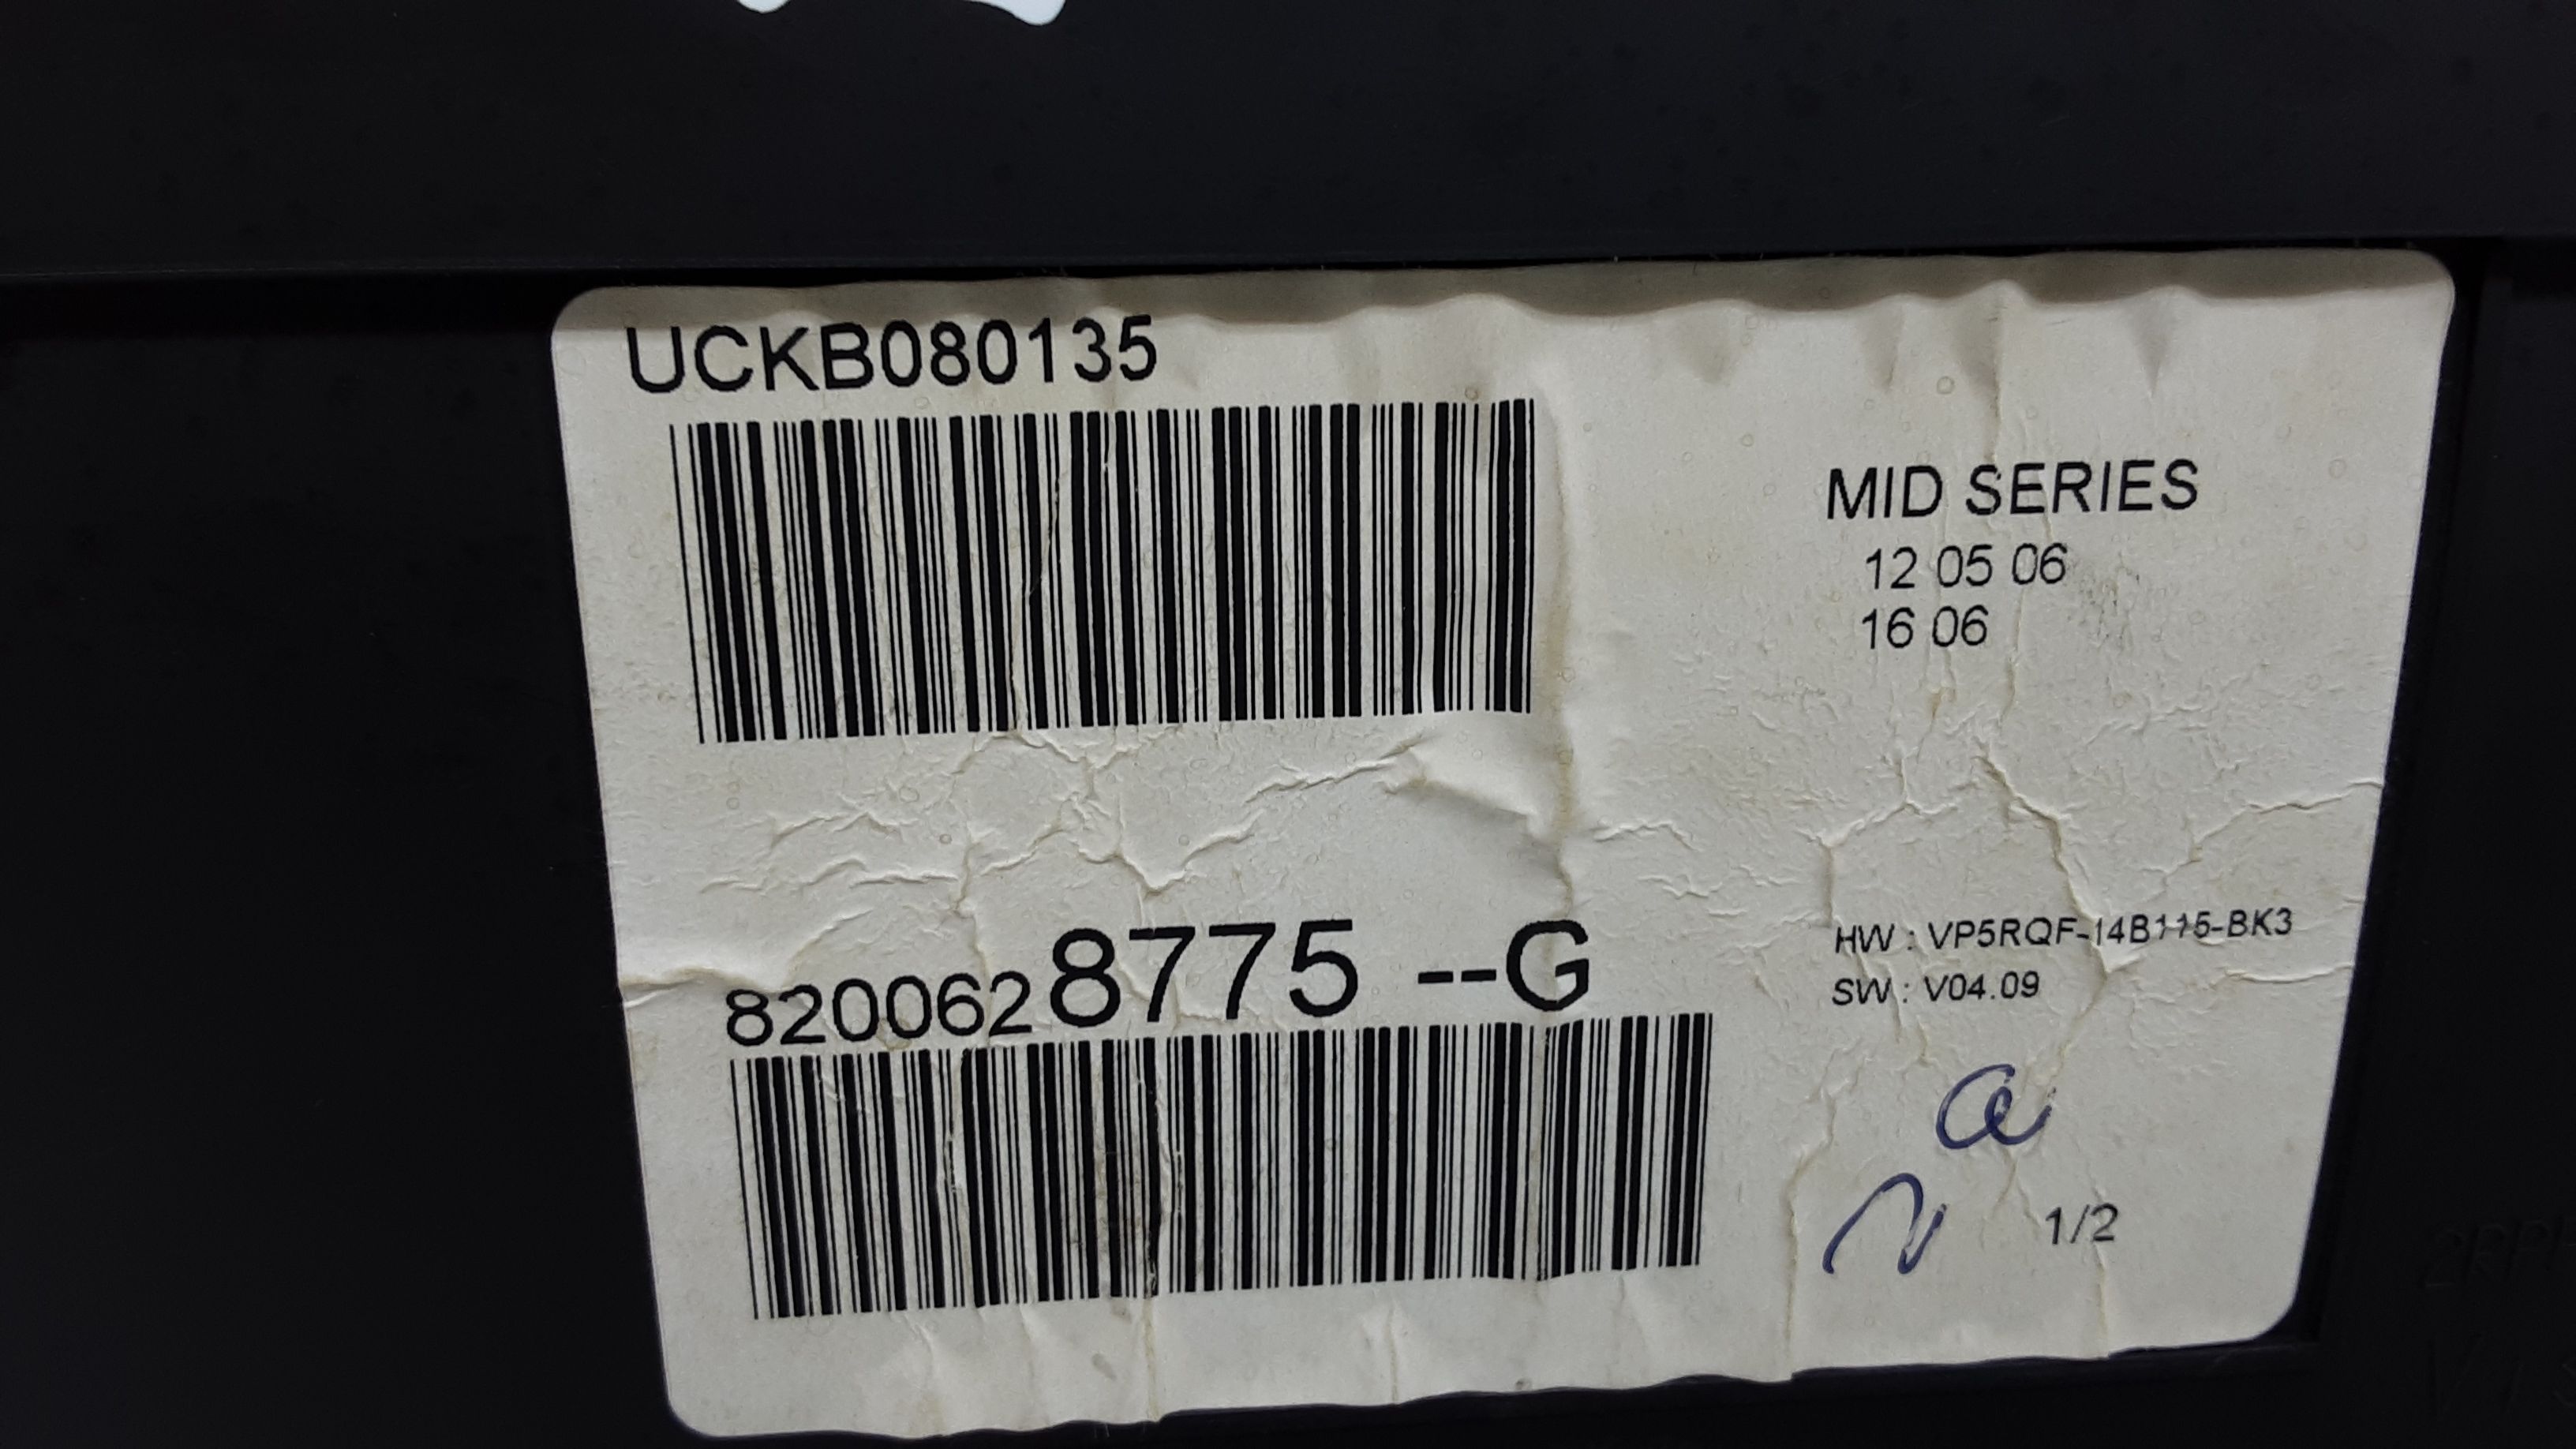 UCKB080135
MID SERIES
12 05 06
16 06
8200628775 --G
HW : VP5RQF-14B115-BK3
SW : V04.09
a
1/2